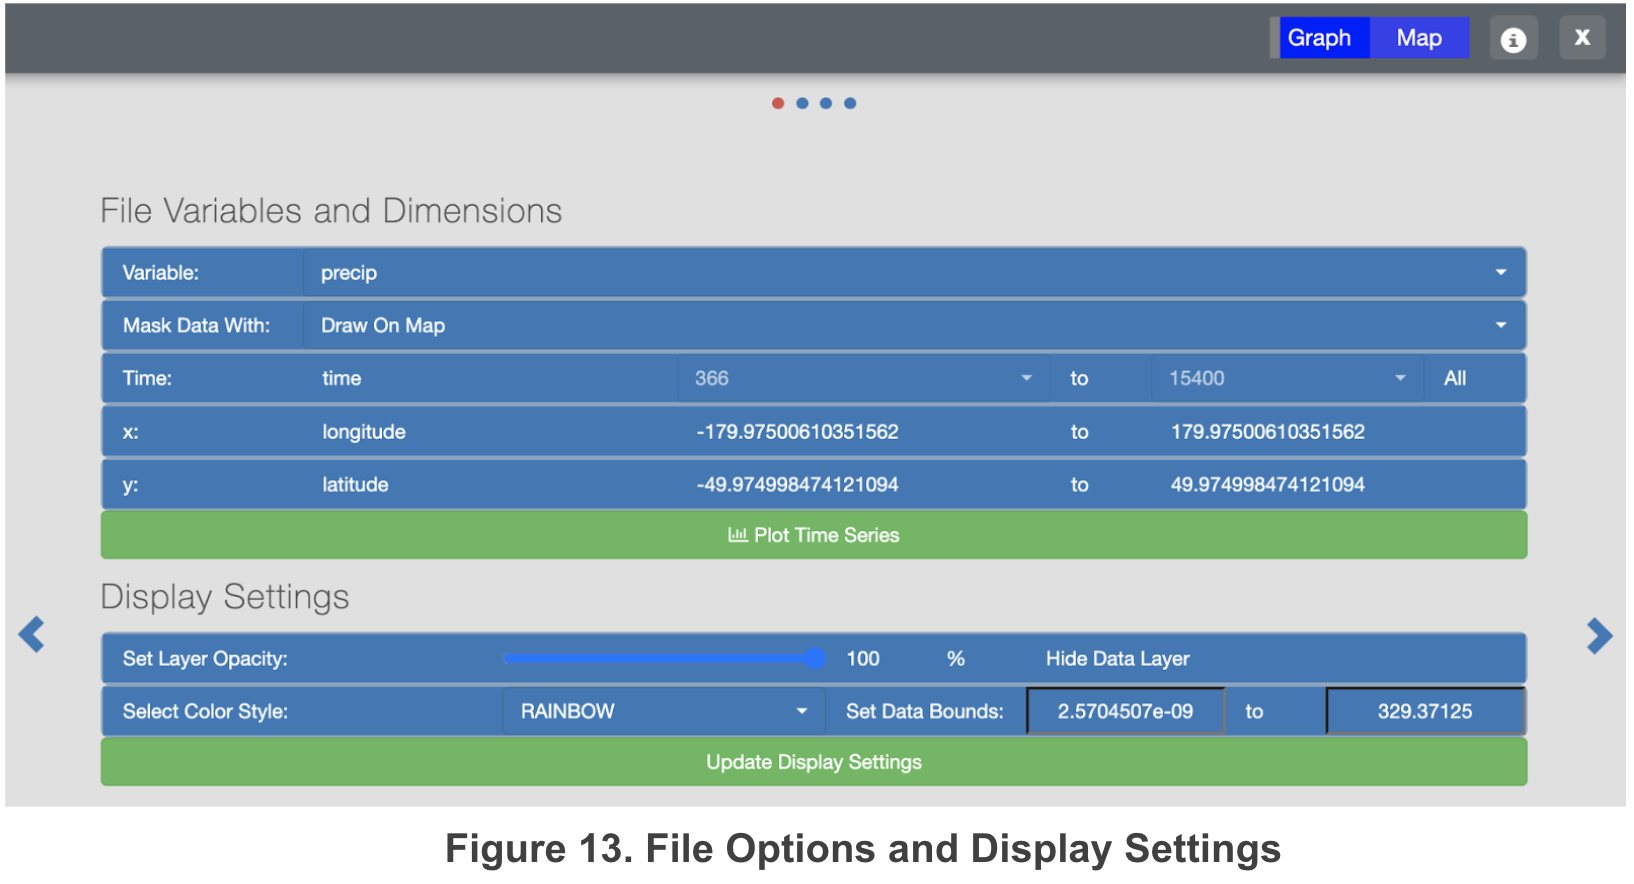 Graph Map i X
File Variables and Dimensions
Variable: precip
Mask Data With: Draw On Map
Time: time 366 to 15400 All
x: longitude -179.97500610351562 to 179.97500610351562
y: latitude -49.974998474121094 to 49.974998474121094
Plot Time Series
Display Settings
Set Layer Opacity: 100 % Hide Data Layer
Select Color Style: RAINBOW Set Data Bounds: 2.5704507e-09 to 329.37125
Update Display Settings
Figure 13. File Options and Display Settings